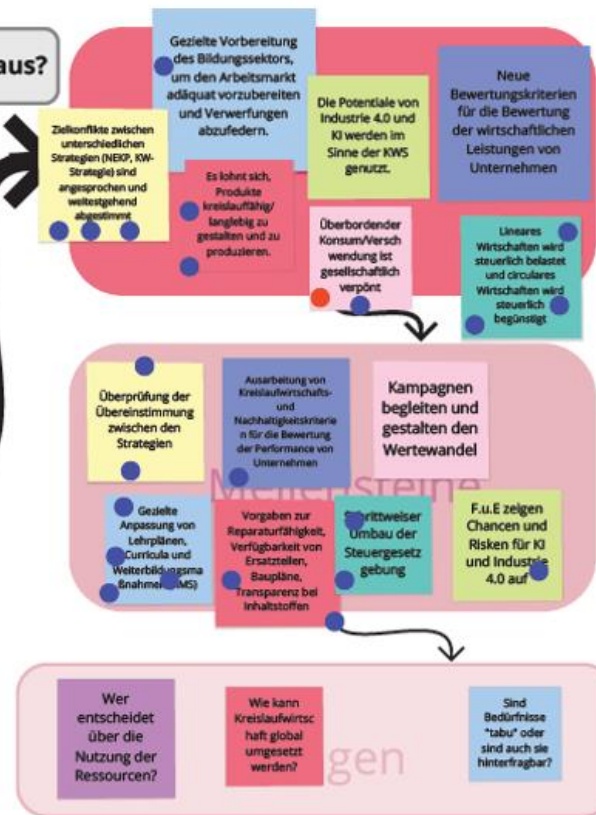 aus?
Gezielte Vorbereitung
des Bildungssektors,
um den Arbeitsmarkt
adäquat vorzubereiten
und Verwerfungen
abzufedern.
Neue
Bewertungskriterien
für die Bewertung
der wirtschaftlichen
Leistungen von
Unternehmen
Die Potentiale von
Industrie 4.0 und
KI werden im
Sinne der KWS
genutzt.
Zielkonflikte zwischen
unterschiedlichen
Strategien (NEKP, KW-
Strategie) sind
angesprochen und
weitestgehend
abgestimmt
Es lohnt sich,
Produkte
kreislauffähig/
langlebig zu
gestalten und zu
produzieren.
Überbordender
Konsum/Versch
wendung ist
gesellschaftlich
verpönt
Lineares
Wirtschaften wird
steuerlich belastet
und circulares
Wirtschaften wird
steuerlich
begünstigt
Überprüfung der
Übereinstimmung
zwischen den
Strategien
Ausarbeitung von
Kreislaufwirtschafts-
und
Nachhaltigkeitskriterie
n für die Bewertung
der Performance von
Unternehmen
Kampagnen
begleiten und
gestalten den
Wertewandel
Meilensteine
Gezielte
Anpassung von
Lehrplänen,
Curricula und
Weiterbildungsma
ßnahmen (AMS)
Vorgaben zur
Reparaturfähigkeit,
Verfügbarkeit von
Ersatzteilen,
Baupläne,
Transparenz bei
Inhaltstoffen
Schrittweiser
Umbau der
Steuergesetz
gebung
F.u.E zeigen
Chancen und
Risken für KI
und Industrie
4.0 auf
Wer
entscheidet
über die
Nutzung der
Ressourcen?
Wie kann
Kreislaufwirtsc
haft global
umgesetzt
werden?
gen
Sind
Bedürfnisse
"tabu" oder
sind auch sie
hinterfragbar?